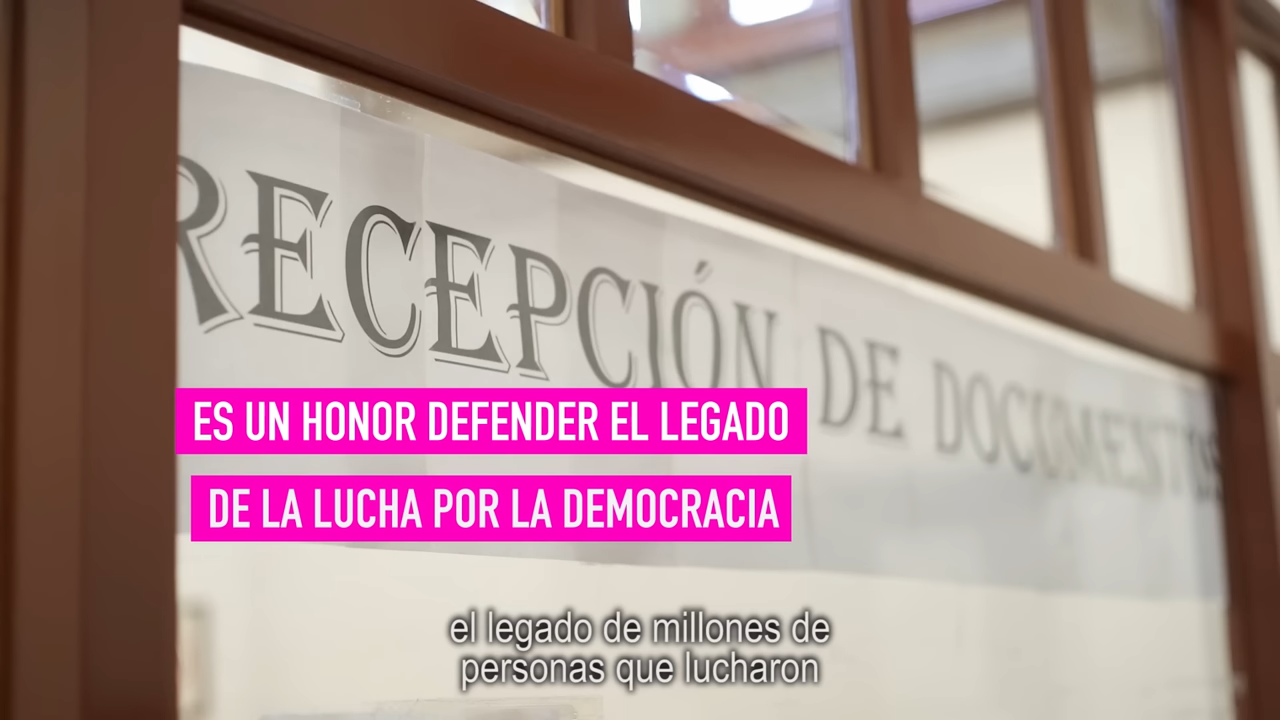 RECEPCIÓN DE DOCUMENTOS
ES UN HONOR DEFENDER EL LEGADO
DE LA LUCHA POR LA DEMOCRACIA
el legado de millones de
personas que lucharon